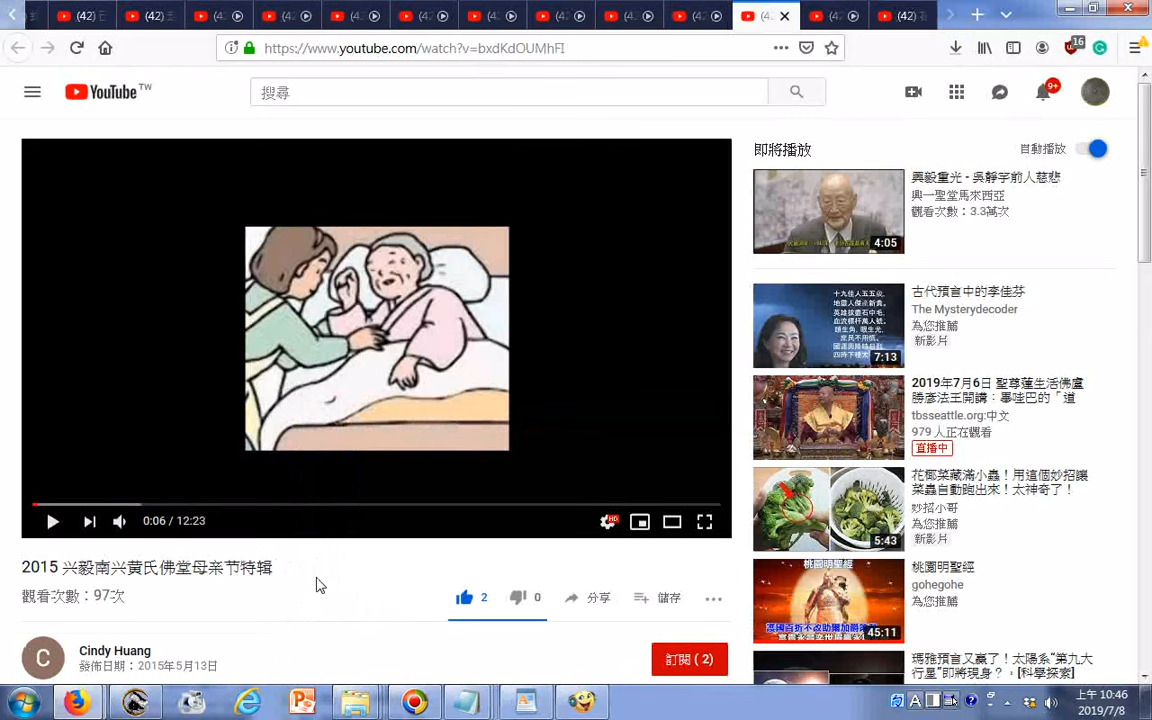 https://www.youtube.com/watch?v=bxdKdOUMhFI
16
YouTube TW
搜尋
9+
即將播放
自動播放
興毅重光 - 吳靜宇前人慈悲
興一聖堂馬來西亞
觀看次數：3.3萬次
4:05
古代預言中的李佳芬
The Mysterydecoder
為您推薦
新影片
7:13
2019年7月6日 聖尊蓮生活佛盧
勝彥法王開講：畢哇巴的「道
tbsseattle.org:中文
979 人正在觀看
直播中
花椰菜藏滿小蟲！用這個妙招讓
菜蟲自動跑出來！太神奇了！
妙招小哥
為您推薦
新影片
5:43
桃園明聖經
gohegohe
為您推薦
桃園明聖經
45:11
瑪雅預言又贏了！太陽系“第九大
行星”即將現身？ - [科學探索]
0:06 / 12:23
HD
2015 兴毅南兴黄氏佛堂母亲节特辑
觀看次數：97次
2
0
分享
儲存
C
Cindy Huang
發佈日期：2015年5月13日
訂閱 (2)
上午 10:46
2019/7/8